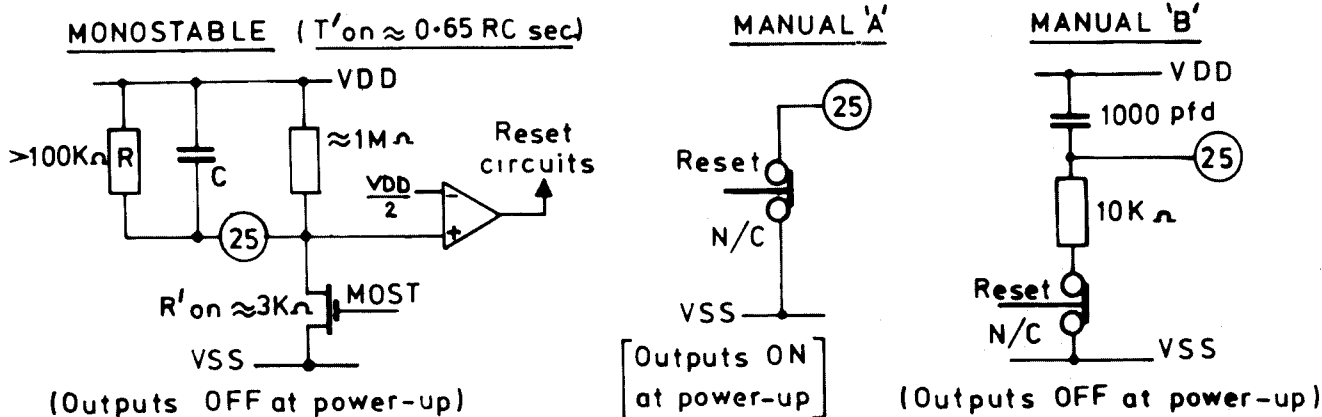 MONOSTABLE (T'on ≈ 0·65 RC sec)
VDD
>100KΩ
R
C
≈1MΩ
VDD
2
-
+
Reset
circuits
25
R'on ≈3KΩ
MOST
VSS
(Outputs OFF at power-up)
MANUAL 'A'
25
Reset
N/C
VSS
[Outputs ON
at power-up]
MANUAL 'B'
VDD
1000 pfd
25
10KΩ
Reset
N/C
VSS
(Outputs OFF at power-up)